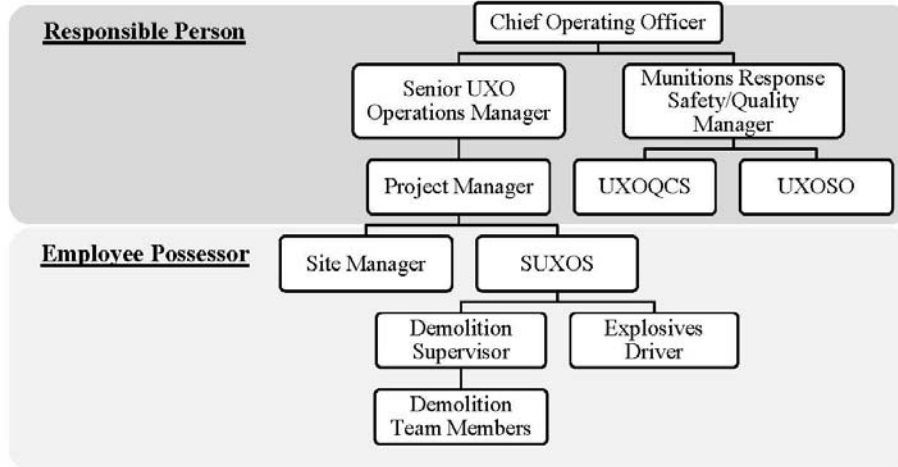 Responsible Person
Chief Operating Officer
Senior UXO
Operations Manager
Munitions Response
Safety/Quality
Manager
Project Manager
UXOQCS
UXOSO
Employee Possessor
Site Manager
SUXOS
Demolition
Supervisor
Explosives
Driver
Demolition
Team Members